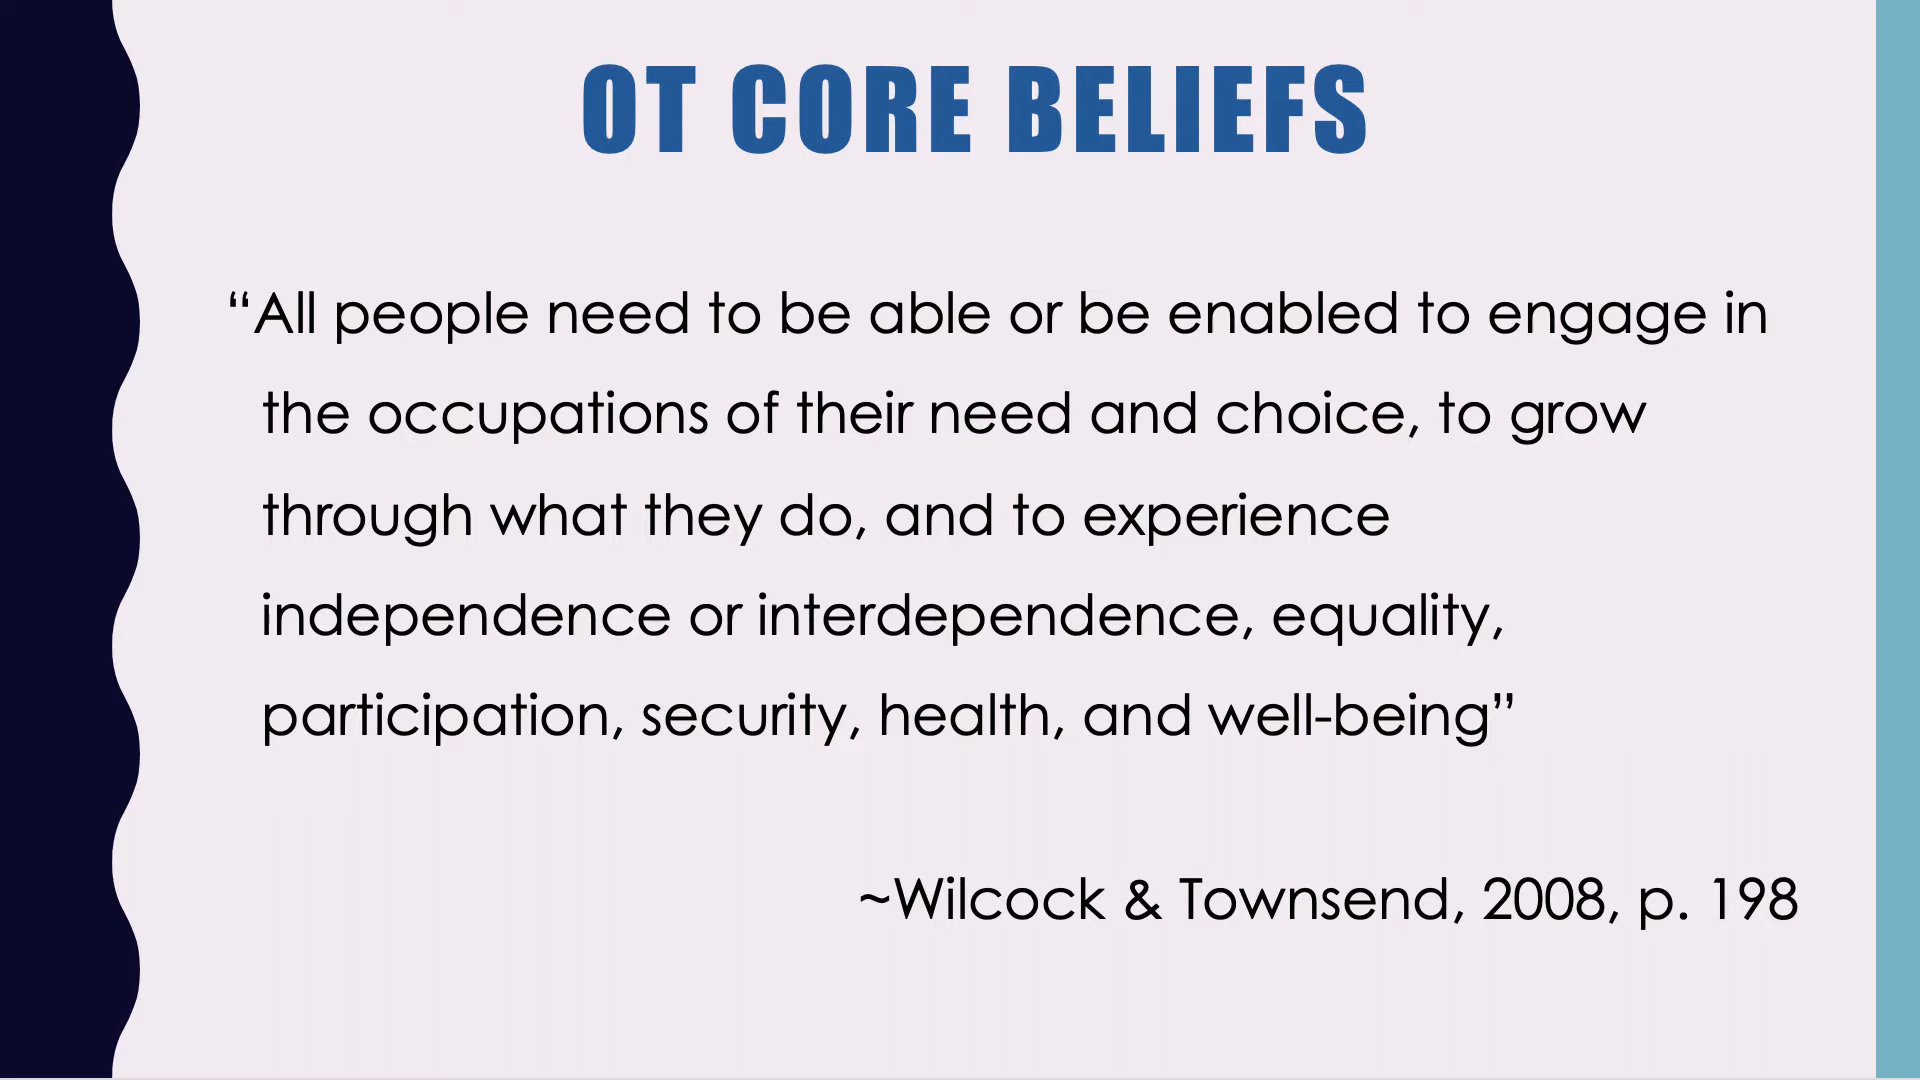 OT CORE BELIEFS
“All people need to be able or be enabled to engage in
the occupations of their need and choice, to grow
through what they do, and to experience
independence or interdependence, equality,
participation, security, health, and well-being”
~Wilcock & Townsend, 2008, p. 198